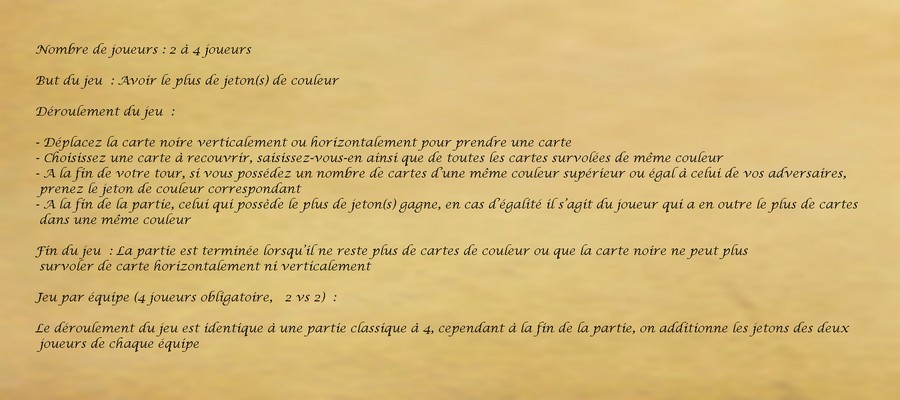 Nombre de joueurs : 2 à 4 joueurs
But du jeu : Avoir le plus de jeton(s) de couleur
Déroulement du jeu :
- Déplacez la carte noire verticalement ou horizontalement pour prendre une carte
- Choisissez une carte à recouvrir, saisissez-vous-en ainsi que de toutes les cartes survolées de même couleur
- A la fin de votre tour, si vous possédez un nombre de cartes d'une même couleur supérieur ou égal à celui de vos adversaires,
prenez le jeton de couleur correspondant
- A la fin de la partie, celui qui possède le plus de jeton(s) gagne, en cas d'égalité il s'agit du joueur qui a en outre le plus de cartes
dans une même couleur
Fin du jeu : La partie est terminée lorsqu'il ne reste plus de cartes de couleur ou que la carte noire ne peut plus
survoler de carte horizontalement ni verticalement
Jeu par équipe (4 joueurs obligatoire, 2 vs 2) :
Le déroulement du jeu est identique à une partie classique à 4, cependant à la fin de la partie, on additionne les jetons des deux
joueurs de chaque équipe